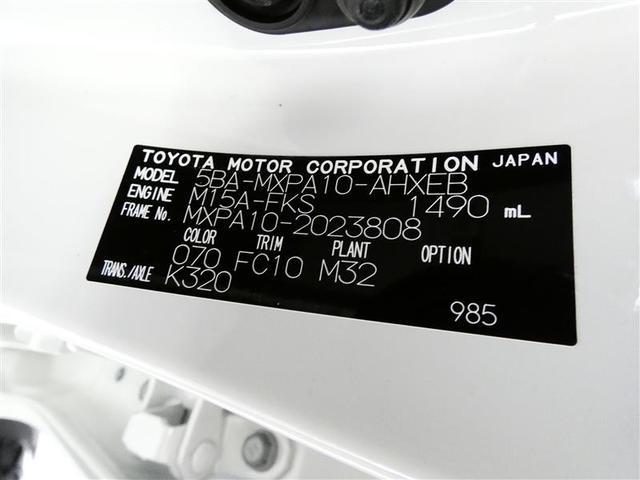 TOYOTA MOTOR CORPORATION JAPAN
MODEL 5BA-MXPA10-AHXEB
ENGINE M15A-FKS 1490 mL
FRAME No. MXPA10-2023808
COLOR TRIM PLANT OPTION
070 FC10 M32
TRANS./AXLE K320
985